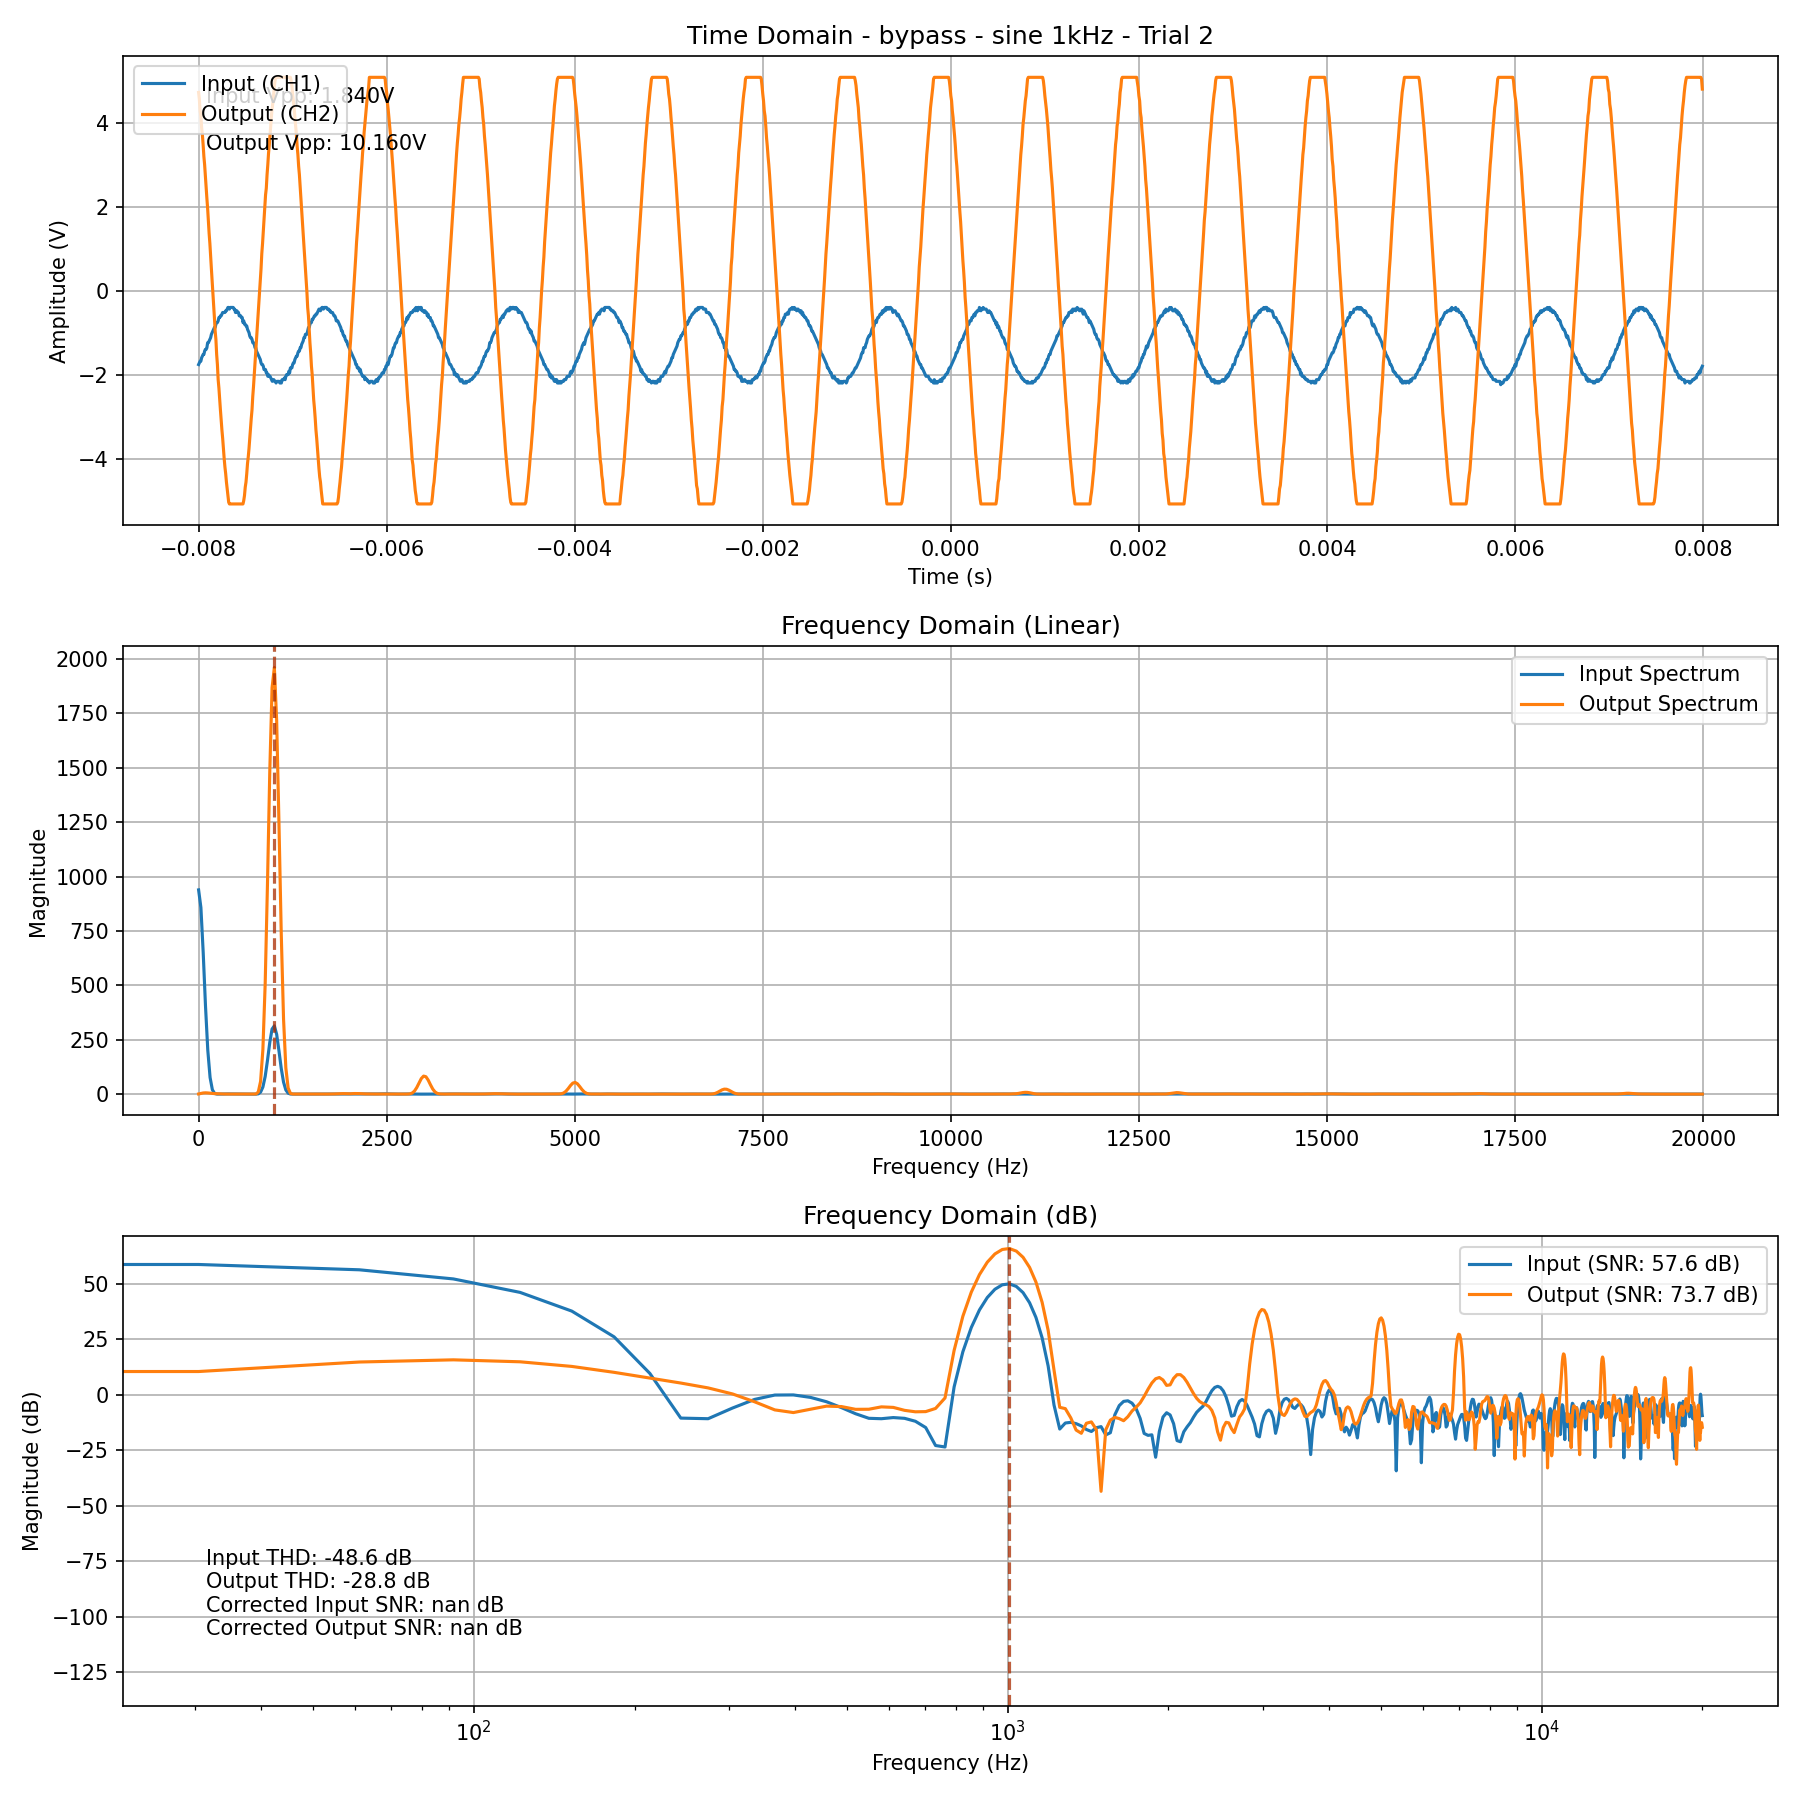 Time Domain - bypass - sine 1kHz - Trial 2
Input (CH1)
Input Vpp: 1.840V
Output (CH2)
Output Vpp: 10.160V
Amplitude (V)
4
2
0
−2
−4
−0.008 −0.006 −0.004 −0.002 0.000 0.002 0.004 0.006 0.008
Time (s)
Frequency Domain (Linear)
Input Spectrum
Output Spectrum
Magnitude
2000
1750
1500
1250
1000
750
500
250
0
0 2500 5000 7500 10000 12500 15000 17500 20000
Frequency (Hz)
Frequency Domain (dB)
Input (SNR: 57.6 dB)
Output (SNR: 73.7 dB)
Magnitude (dB)
50
25
0
−25
−50
−75
−100
−125
Input THD: -48.6 dB
Output THD: -28.8 dB
Corrected Input SNR: nan dB
Corrected Output SNR: nan dB
10² 10³ 10⁴
Frequency (Hz)